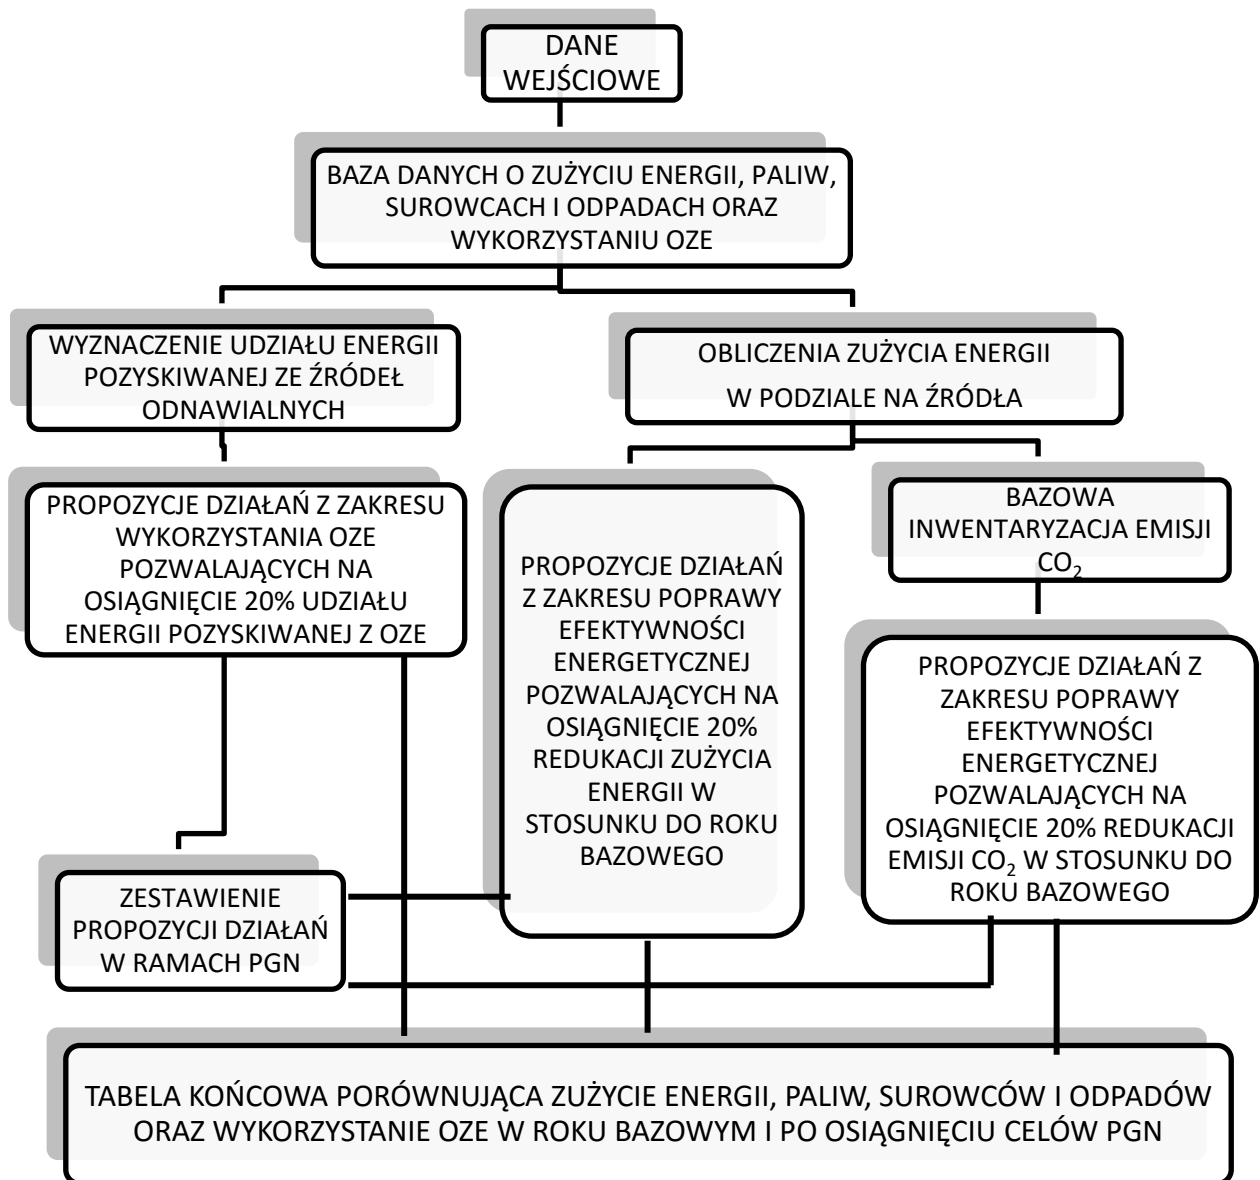 DANE
WEJŚCIOWE
BAZA DANYCH O ZUŻYCIU ENERGII, PALIW,
SUROWCACH I ODPADACH ORAZ
WYKORZYSTANIU OZE
WYZNACZENIE UDZIAŁU ENERGII
POZYSKIWANEJ ZE ŹRÓDEŁ
ODNAWIALNYCH
OBLICZENIA ZUŻYCIA ENERGII
W PODZIALE NA ŹRÓDŁA
PROPOZYCJE DZIAŁAŃ Z ZAKRESU
WYKORZYSTANIA OZE
POZWALAJĄCYCH NA
OSIĄGNIĘCIE 20% UDZIAŁU
ENERGII POZYSKIWANEJ Z OZE
PROPOZYCJE DZIAŁAŃ
Z ZAKRESU POPRAWY
EFEKTYWNOŚCI
ENERGETYCZNEJ
POZWALAJĄCYCH NA
OSIĄGNIĘCIE 20%
REDUKACJI ZUŻYCIA
ENERGII W
STOSUNKU DO ROKU
BAZOWEGO
BAZOWA
INWENTARYZACJA EMISJI
CO₂
PROPOZYCJE DZIAŁAŃ Z
ZAKRESU POPRAWY
EFEKTYWNOŚCI
ENERGETYCZNEJ
POZWALAJĄCYCH NA
OSIĄGNIĘCIE 20% REDUKACJI
EMISJI CO₂ W STOSUNKU DO
ROKU BAZOWEGO
ZESTAWIENIE
PROPOZYCJI DZIAŁAŃ
W RAMACH PGN
TABELA KOŃCOWA PORÓWNUJĄCA ZUŻYCIE ENERGII, PALIW, SUROWCÓW I ODPADÓW
ORAZ WYKORZYSTANIE OZE W ROKU BAZOWYM I PO OSIĄGNIĘCIU CELÓW PGN